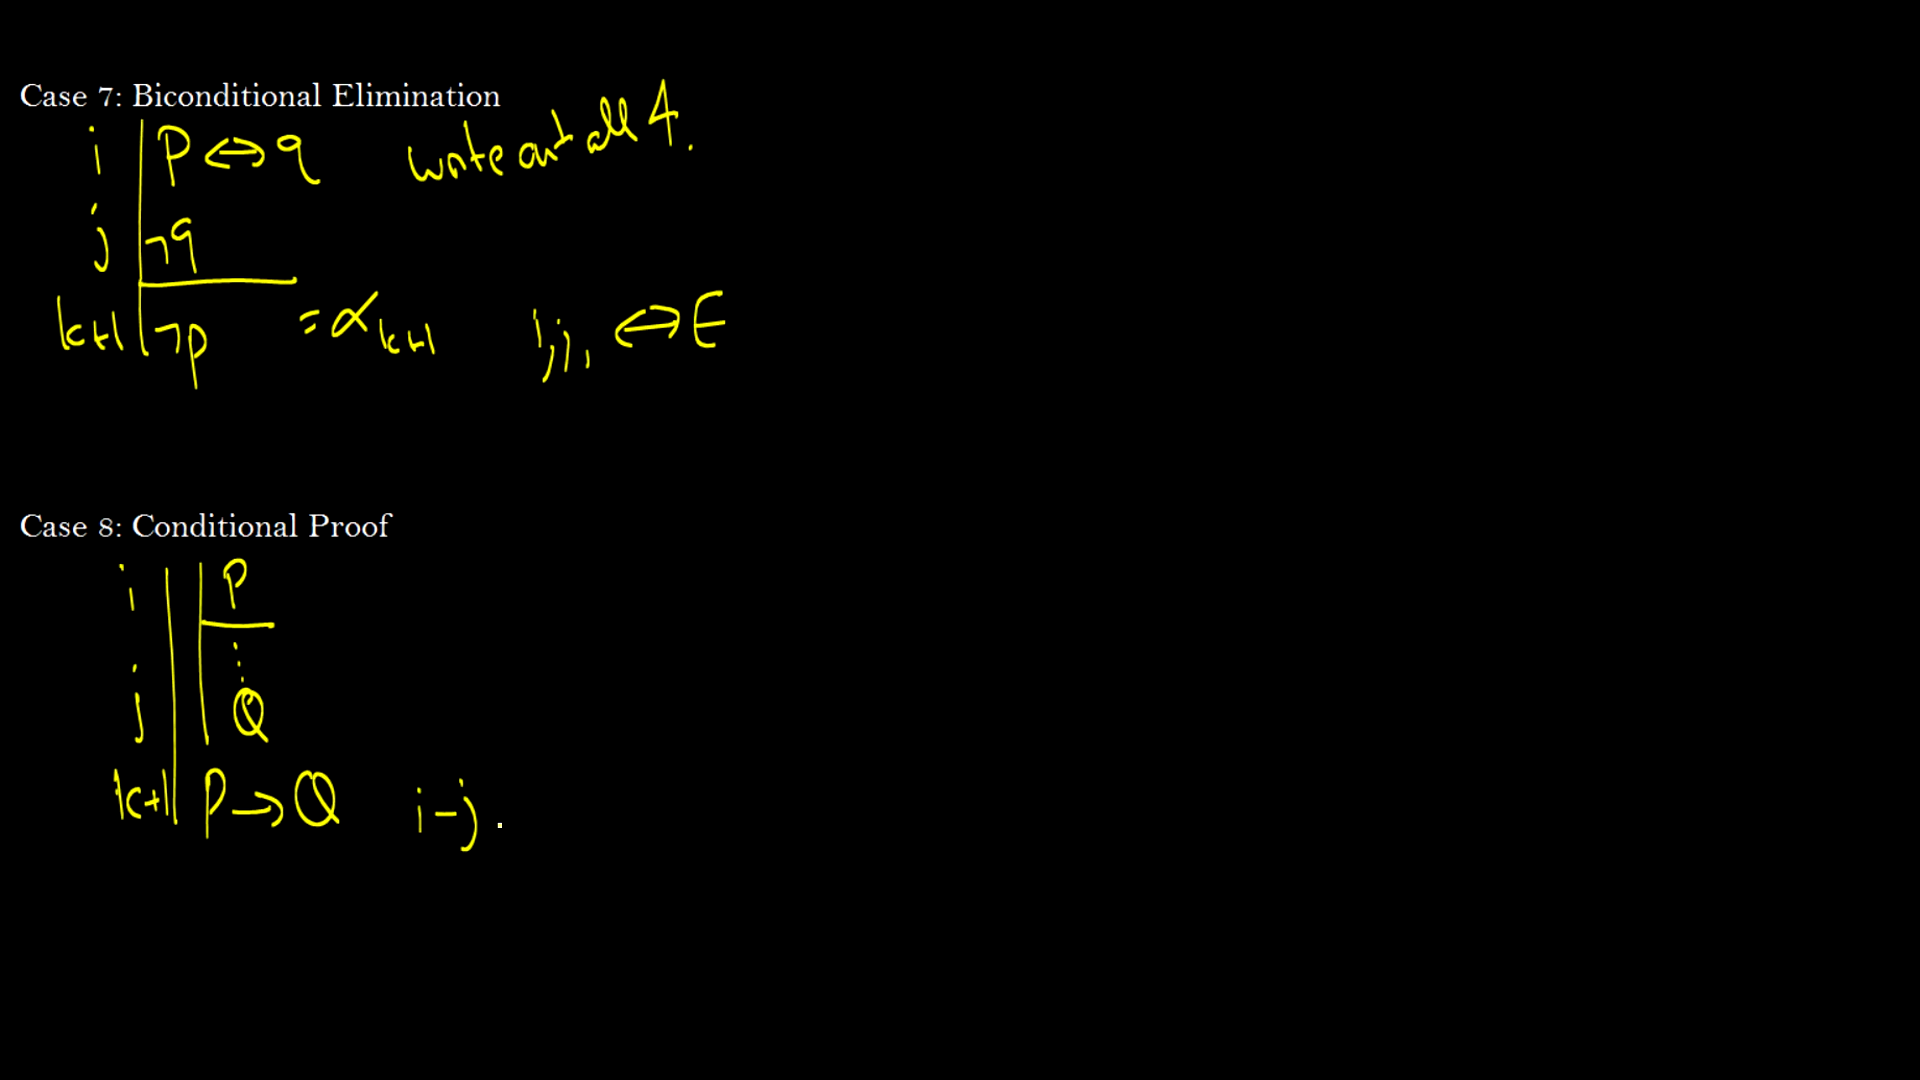 Case 7: Biconditional Elimination
i P ↔ q write out all 4.
j ¬q
k+1 ¬p = α k+1 i, j, ↔ E
Case 8: Conditional Proof
i P
⋮
j Q
k+1 P → Q i – j .